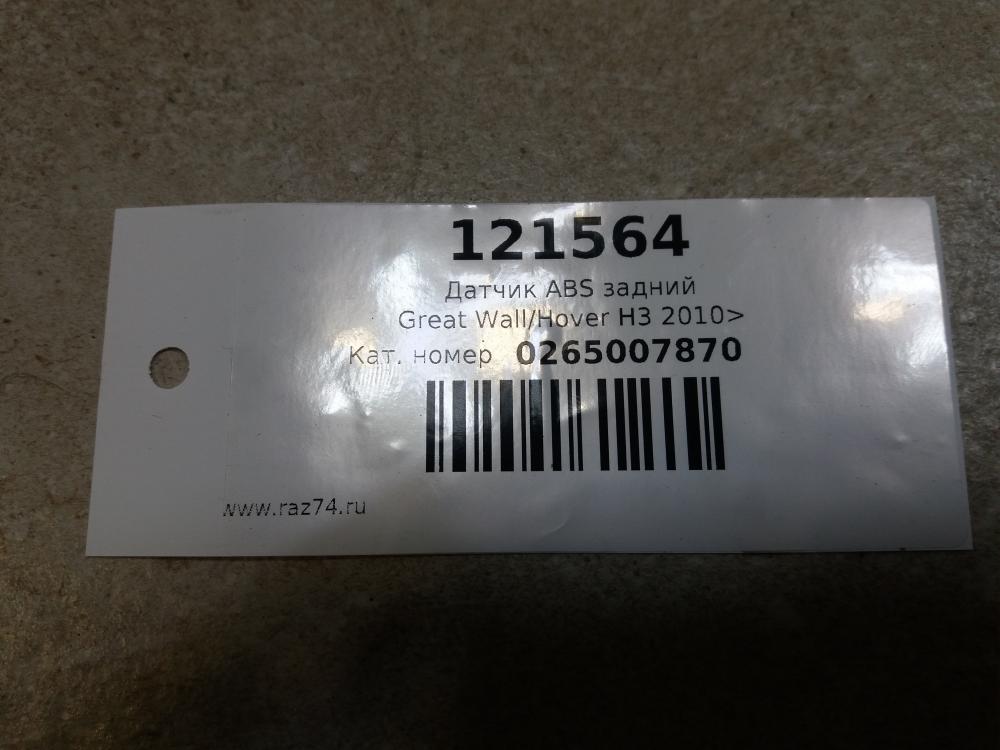 121564
Датчик ABS задний
Great Wall/Hover H3 2010>
Кат. номер 0265007870
www.raz74.ru